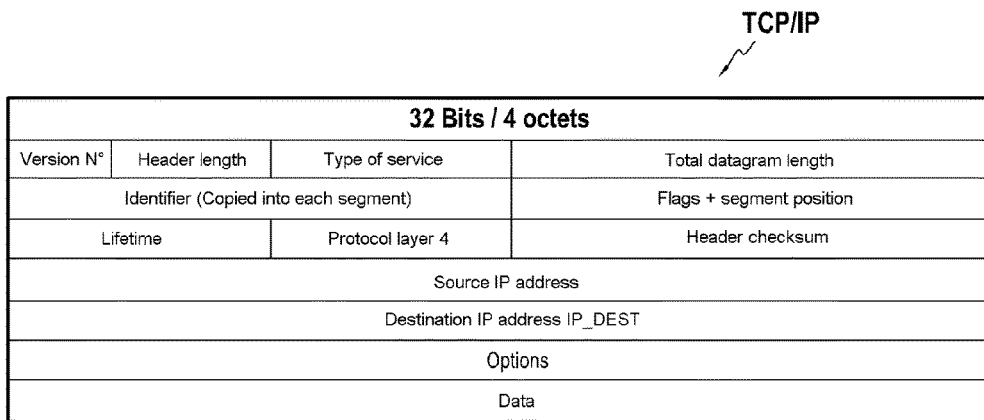 TCP/IP
32 Bits / 4 octets
Version N° Header length Type of service Total datagram length
Identifier (Copied into each segment) Flags + segment position
Lifetime Protocol layer 4 Header checksum
Source IP address
Destination IP address IP_DEST
Options
Data